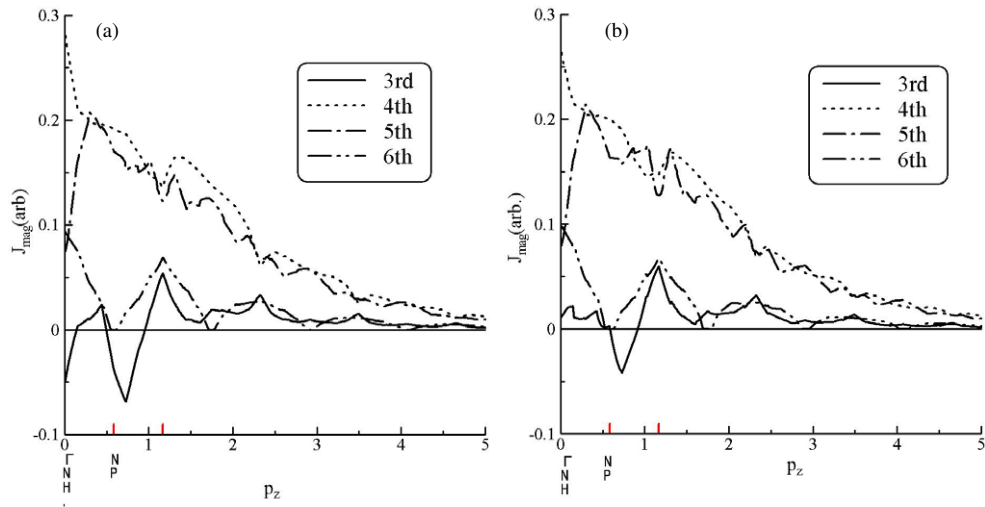 (a)
0.3
0.2
0.1
0
-0.1
J_mag(arb)
3rd
4th
5th
6th
0 1 2 3 4 5
Γ
N
H
N
P
p_z
(b)
0.3
0.2
0.1
0
-0.1
J_mag(arb.)
3rd
4th
5th
6th
0 1 2 3 4 5
Γ
N
H
N
P
p_z